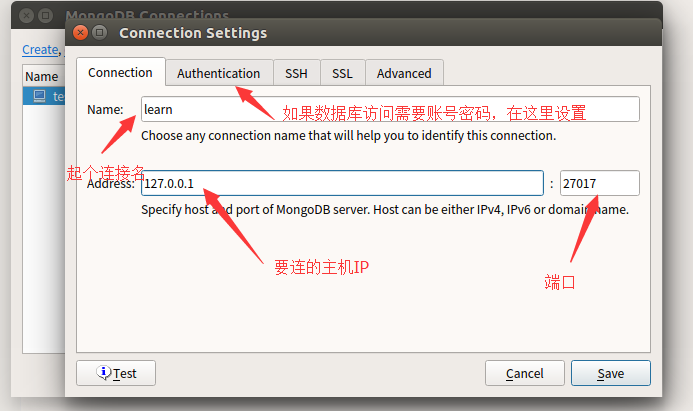 MongoDB Connections
Connection Settings
Create,
Name
te
Connection Authentication SSH SSL Advanced
Name: learn
如果数据库访问需要账号密码，在这里设置
Choose any connection name that will help you to identify this connection.
起个连接名
Address: 127.0.0.1 : 27017
Specify host and port of MongoDB server. Host can be either IPv4, IPv6 or domain name.
要连的主机IP
端口
Test Cancel Save